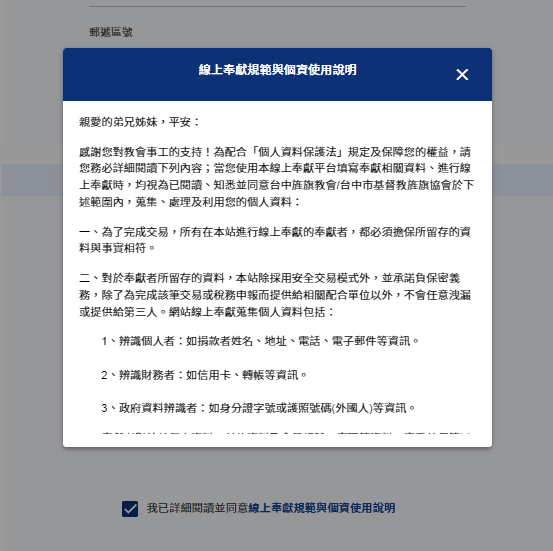 郵遞區號
線上奉獻規範與個資使用說明
親愛的弟兄姊妹，平安：
感謝您對教會事工的支持！為配合「個人資料保護法」規定及保障您的權益，請
您務必詳細閱讀下列內容；當您使用本線上奉獻平台填寫奉獻相關資料、進行線
上奉獻時，均視為已閱讀、知悉並同意台中旌旗教會/台中市基督教旌旗協會於下
述範圍內，蒐集、處理及利用您的個人資料：
一、為了完成交易，所有在本站進行線上奉獻的奉獻者，都必須擔保所留存的資
料與事實相符。
二、對於奉獻者所留存的資料，本站除採用安全交易模式外，並承諾負保密義
務，除了為完成該筆交易或稅務申報而提供給相關配合單位以外，不會任意洩漏
或提供給第三人。網站線上奉獻蒐集個人資料包括：
1、辨識個人者：如捐款者姓名、地址、電話、電子郵件等資訊。
2、辨識財務者：如信用卡、轉帳等資訊。
3、政府資料辨識者：如身分證字號或護照號碼(外國人)等資訊。
我已詳細閱讀並同意線上奉獻規範與個資使用說明